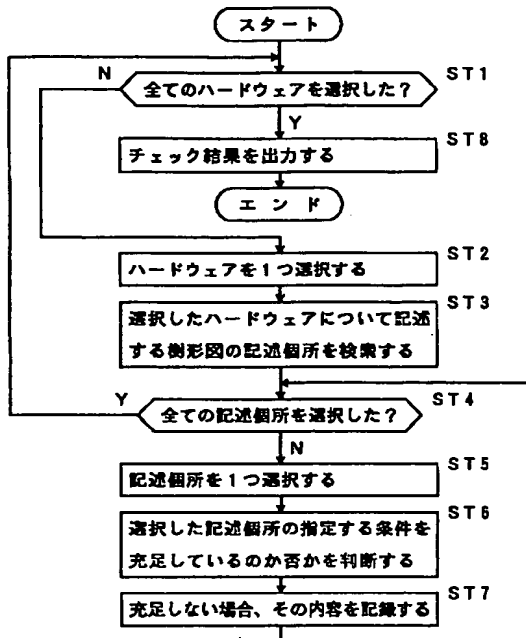 スタート
N
全てのハードウェアを選択した?
ST1
Y
チェック結果を出力する
ST8
エンド
ST2
ハードウェアを1つ選択する
ST3
選択したハードウェアについて記述
する樹形図の記述個所を検索する
Y
全ての記述個所を選択した?
ST4
N
ST5
記述個所を1つ選択する
ST6
選択した記述個所の指定する条件を
充足しているのか否かを判断する
ST7
充足しない場合、その内容を記録する